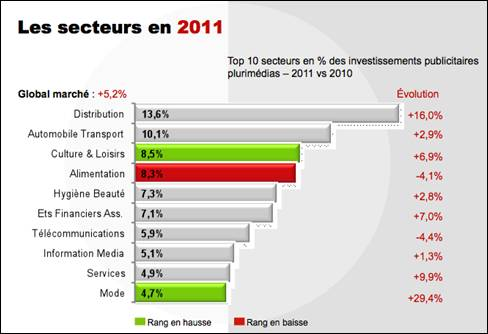 Les secteurs en 2011
Top 10 secteurs en % des investissements publicitaires
plurimédias – 2011 vs 2010
Global marché : +5,2%
Évolution
Distribution 13,6% +16,0%
Automobile Transport 10,1% +2,9%
Culture & Loisirs 8,5% +6,9%
Alimentation 8,3% -4,1%
Hygiène Beauté 7,3% +2,8%
Ets Financiers Ass. 7,1% +7,0%
Télécommunications 5,9% -4,4%
Information Media 5,1% +1,3%
Services 4,9% +9,9%
Mode 4,7% +29,4%
Rang en hausse Rang en baisse